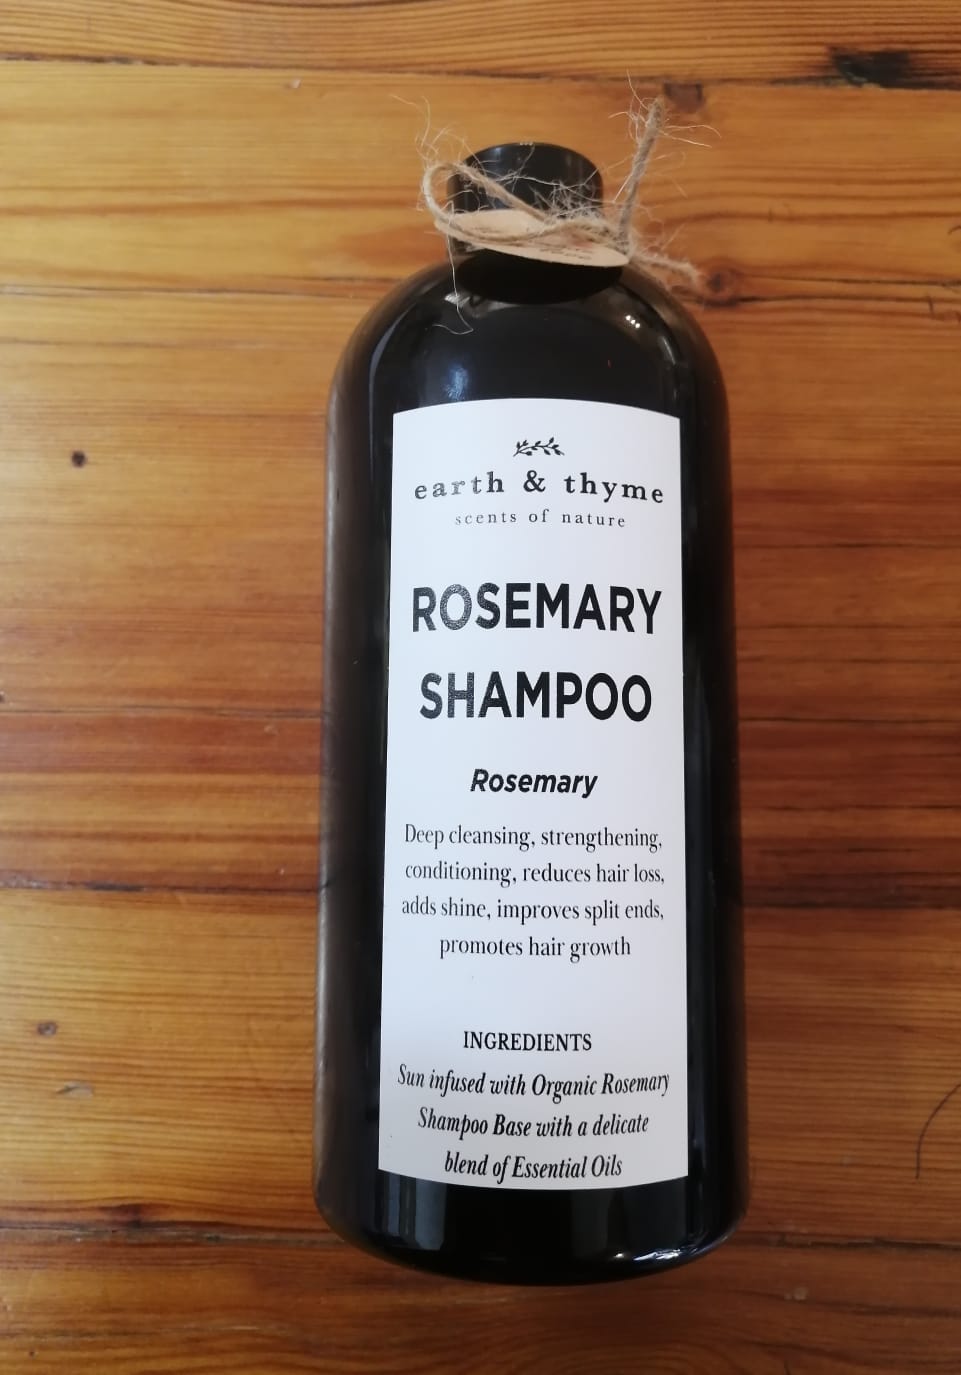 earth & thyme
scents of nature
ROSEMARY
SHAMPOO
Rosemary
Deep cleansing, strengthening,
conditioning, reduces hair loss,
adds shine, improves split ends,
promotes hair growth
INGREDIENTS
Sun infused with Organic Rosemary
Shampoo Base with a delicate
blend of Essential Oils